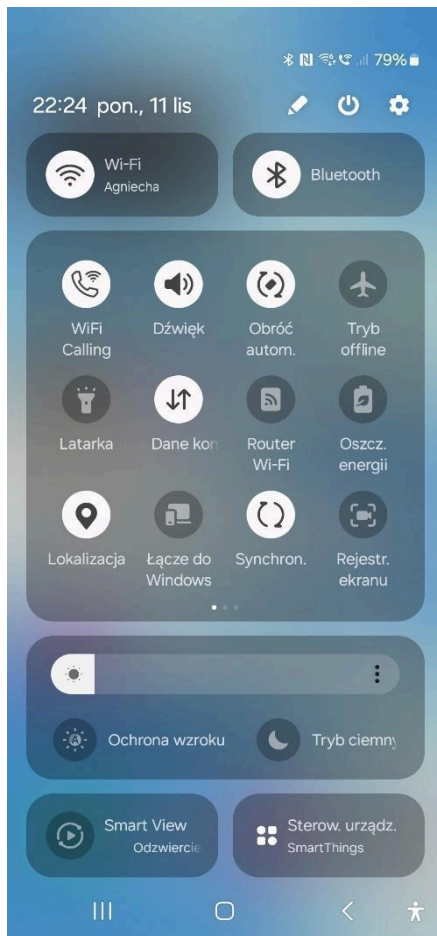 79%
22:24 pon., 11 lis
Wi-Fi
Agniecha
Bluetooth
WiFi
Calling
Dźwięk
Obróć
autom.
Tryb
offline
Latarka
Dane kom
Router
Wi-Fi
Oszcz.
energii
Lokalizacja
Łącze do
Windows
Synchron.
Rejestr.
ekranu
Ochrona wzroku
Tryb ciemny
Smart View
Odzwiercie
Sterow. urządz.
SmartThings